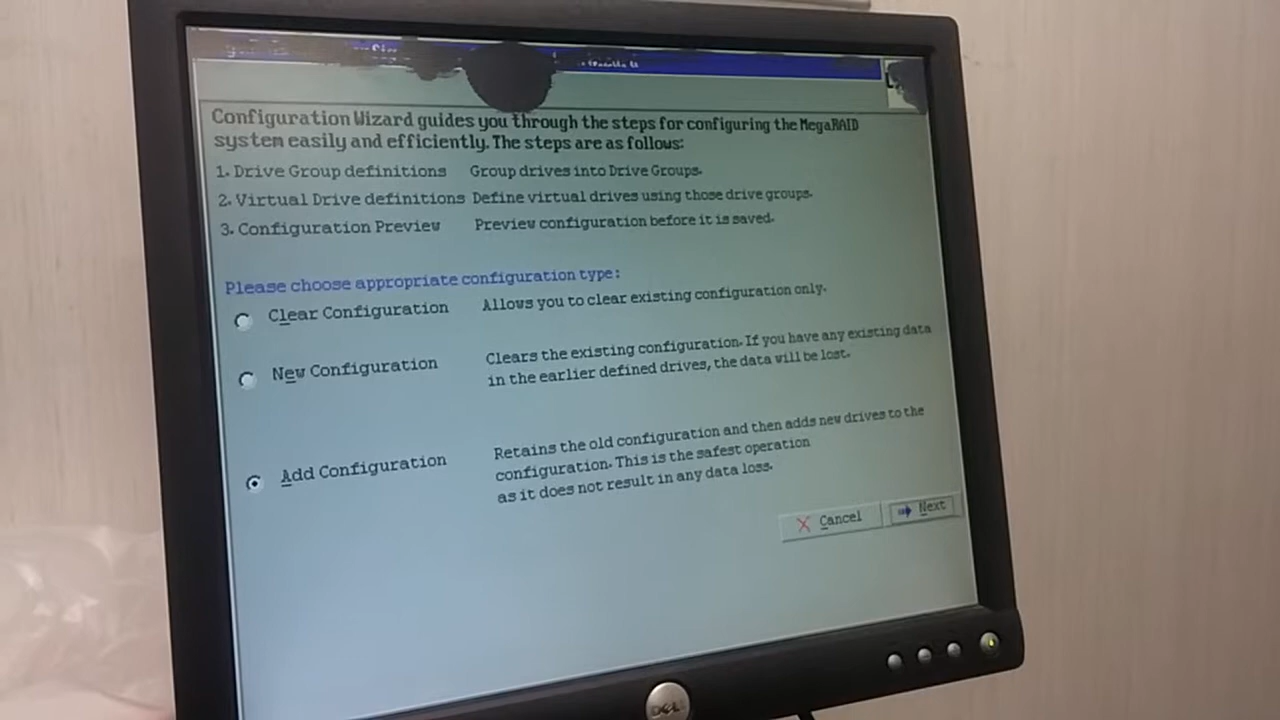 Configuration Wizard guides you through the steps for configuring the MegaRAID
system easily and efficiently. The steps are as follows:
1. Drive Group definitions Group drives into Drive Groups.
2. Virtual Drive definitions Define virtual drives using those drive groups.
3. Configuration Preview Preview configuration before it is saved.
Please choose appropriate configuration type:
Clear Configuration Allows you to clear existing configuration only.
New Configuration Clears the existing configuration. If you have any existing data
in the earlier defined drives, the data will be lost.
Add Configuration Retains the old configuration and then adds new drives to the
configuration. This is the safest operation
as it does not result in any data loss.
Cancel Next
DELL